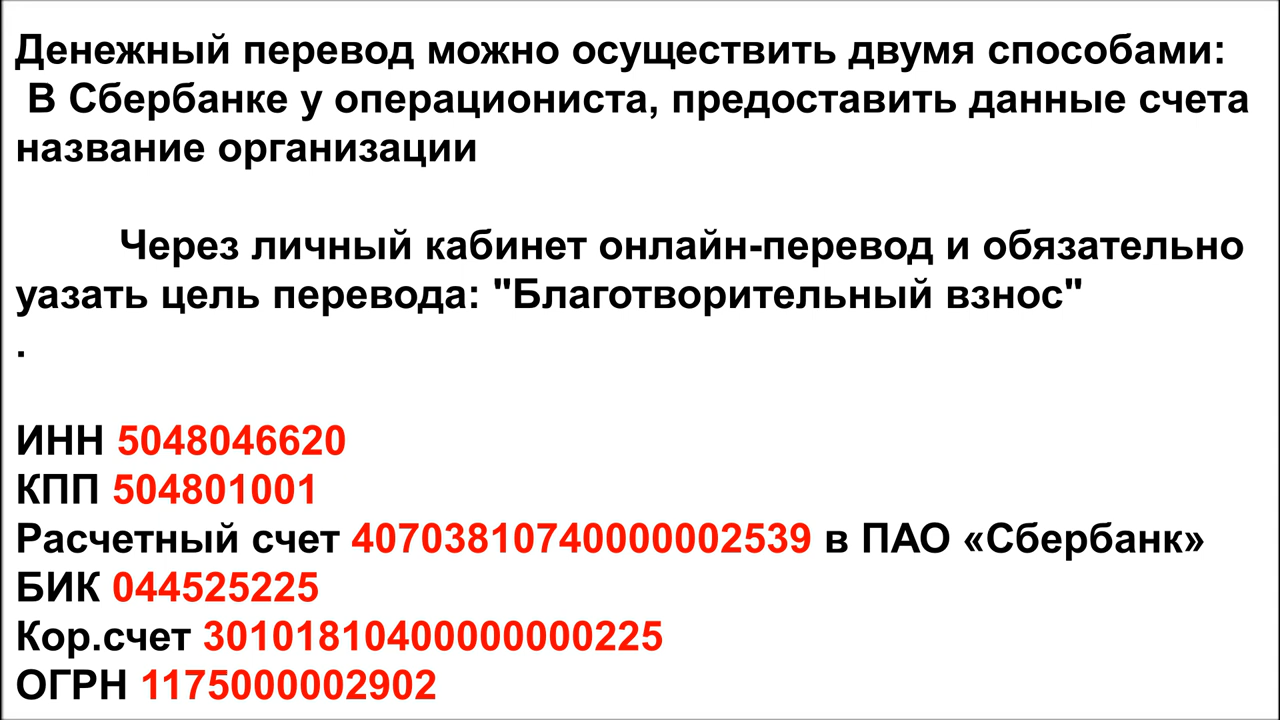 Денежный перевод можно осуществить двумя способами:
В Сбербанке у операциониста, предоставить данные счета
название организации
Через личный кабинет онлайн-перевод и обязательно
уазать цель перевода: "Благотворительный взнос"
.
ИНН 5048046620
КПП 504801001
Расчетный счет 40703810740000002539 в ПАО «Сбербанк»
БИК 044525225
Кор.счет 30101810400000000225
ОГРН 1175000002902